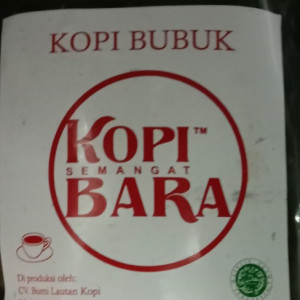 KOPI BUBUK
KOPI™
SEMANGAT
BARA
Di produksi oleh:
CV. Bumi Lautan Kopi